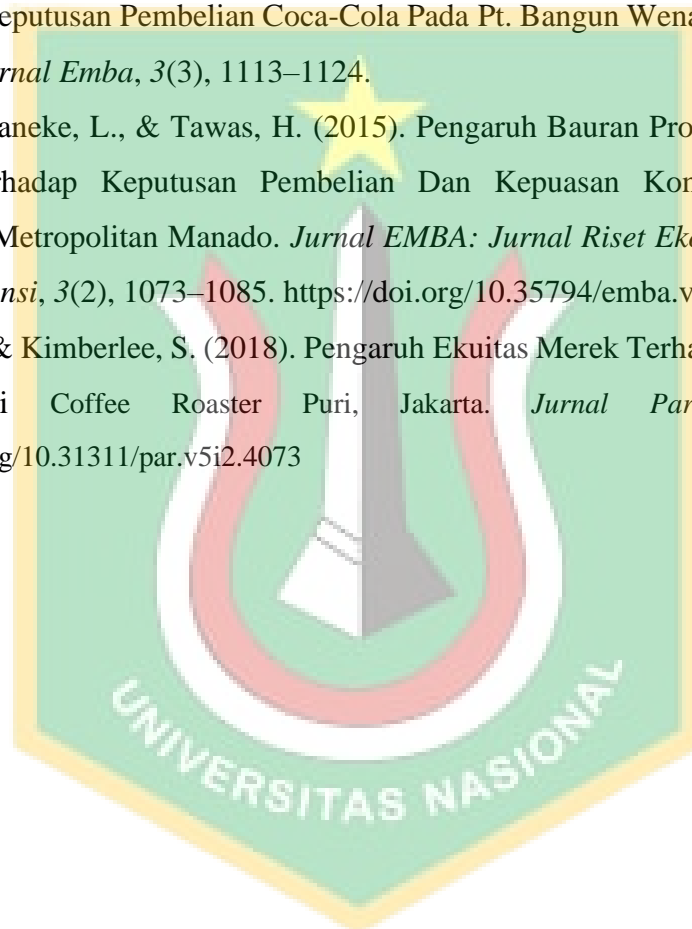 eputusan Pembelian Coca-Cola Pada Pt. Bangun Wena
rnal Emba, 3(3), 1113–1124.
aneke, L., & Tawas, H. (2015). Pengaruh Bauran Pro
rhadap Keputusan Pembelian Dan Kepuasan Kon
Metropolitan Manado. Jurnal EMBA: Jurnal Riset Eko
nsi, 3(2), 1073–1085. https://doi.org/10.35794/emba.v
& Kimberlee, S. (2018). Pengaruh Ekuitas Merek Terha
i Coffee Roaster Puri, Jakarta. Jurnal Par
g/10.31311/par.v5i2.4073
UNIVERSITAS NASIONAL